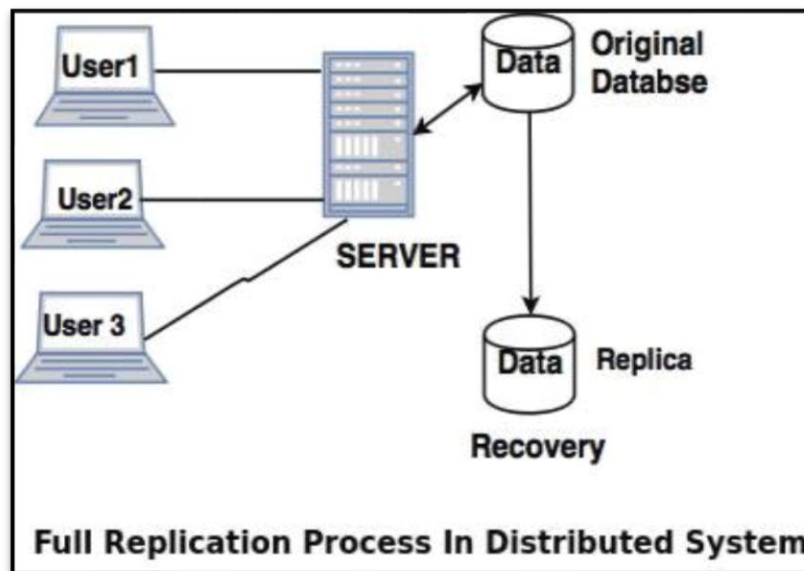 User1
User2
User 3
SERVER
Data
Original
Databse
Data
Replica
Recovery
Full Replication Process In Distributed System